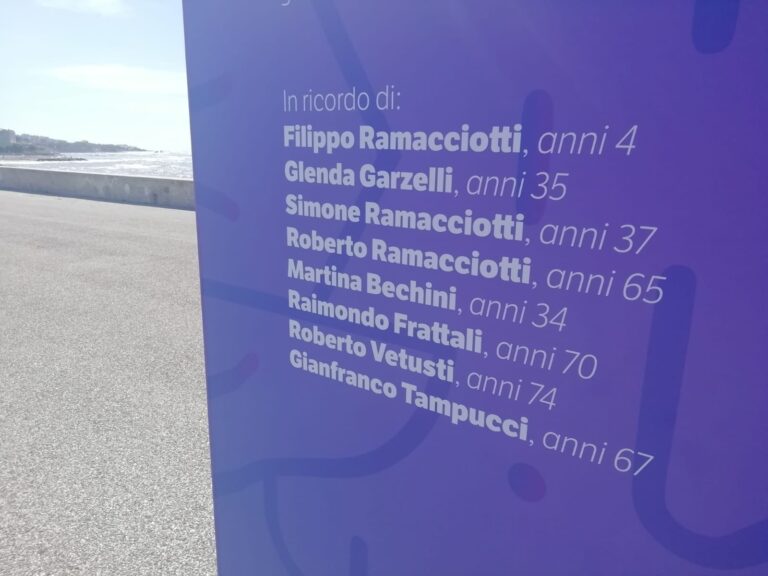 In ricordo di:
Filippo Ramacciotti, anni 4
Glenda Garzelli, anni 35
Simone Ramacciotti, anni 37
Roberto Ramacciotti, anni 65
Martina Bechini, anni 34
Raimondo Frattali, anni 70
Roberto Vetusti, anni 74
Gianfranco Tampucci, anni 67